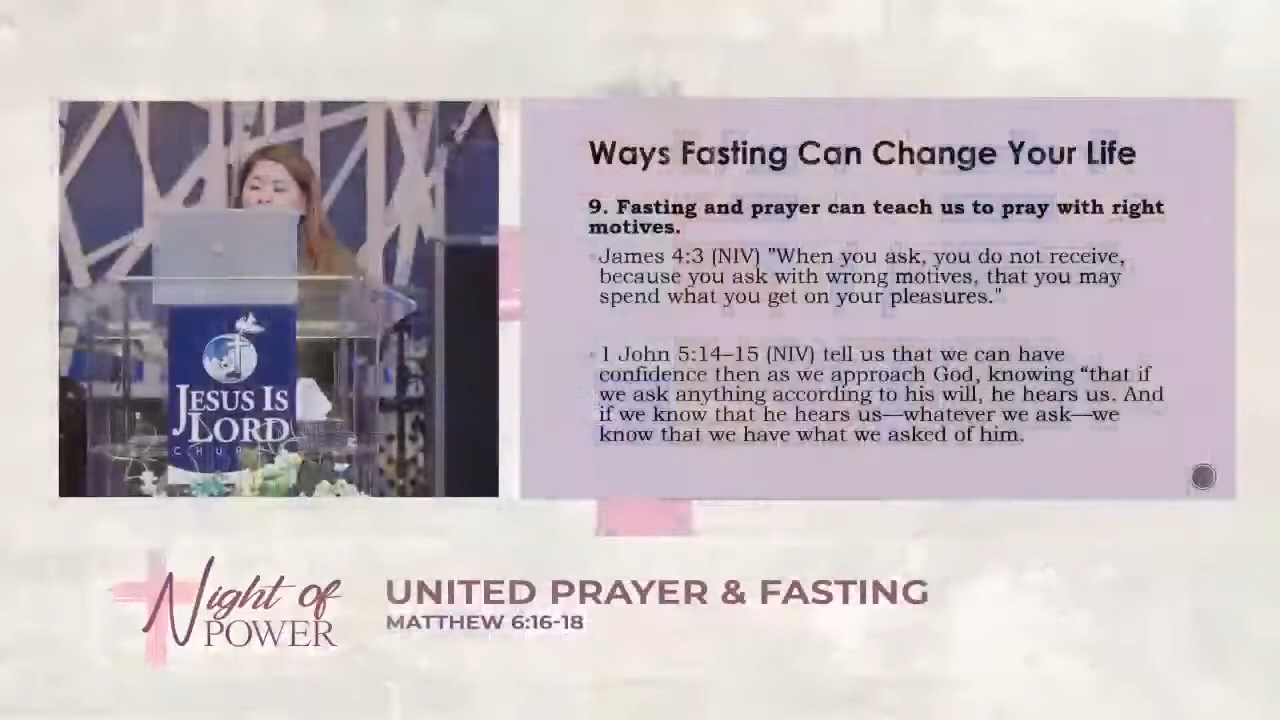 Ways Fasting Can Change Your Life
9. Fasting and prayer can teach us to pray with right
motives.
James 4:3 (NIV) "When you ask, you do not receive,
because you ask with wrong motives, that you may
spend what you get on your pleasures."
1 John 5:14–15 (NIV) tell us that we can have
confidence then as we approach God, knowing “that if
we ask anything according to his will, he hears us. And
if we know that he hears us—whatever we ask—we
know that we have what we asked of him.
JESUS IS
LORD
CHURCH
Night of
POWER
UNITED PRAYER & FASTING
MATTHEW 6:16-18